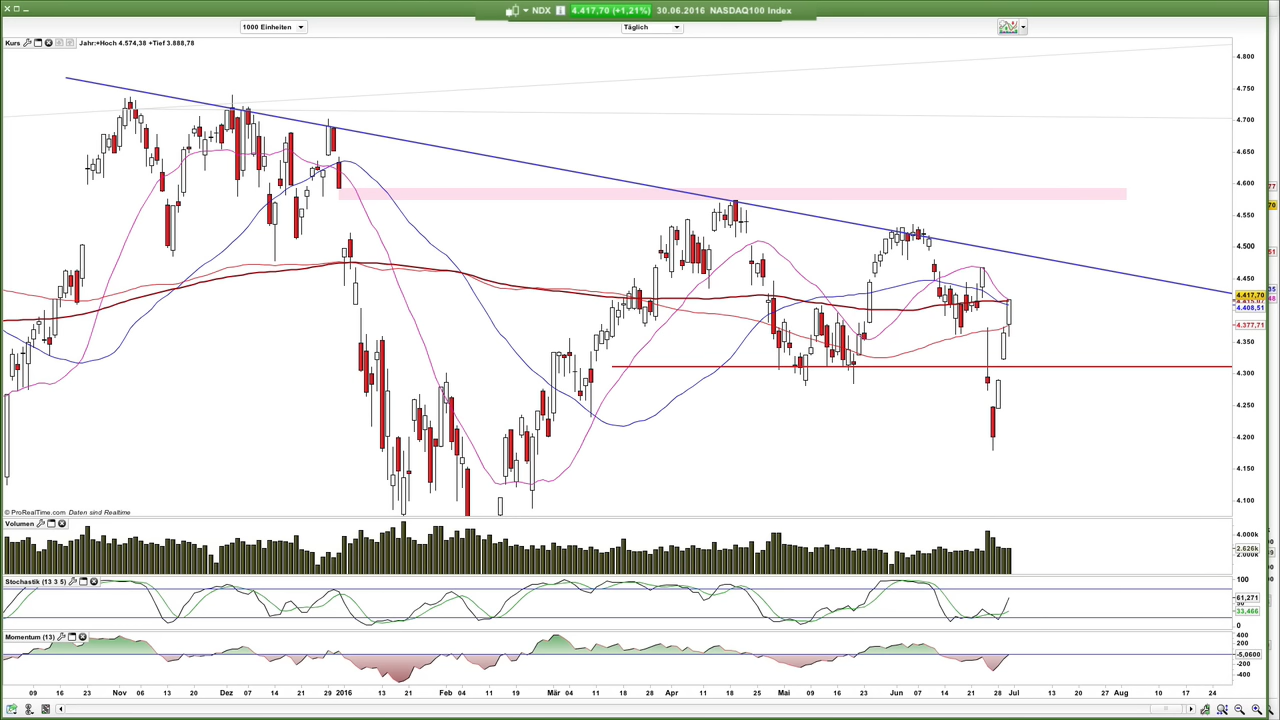 NDX 4.417,70 (+1,21%) 30.06.2016 NASDAQ100 Index
1000 Einheiten Täglich
Kurs Jahr:+Hoch 4.574,38 +Tief 3.888,78
4.800
4.750
4.700
4.650
4.600
4.550
4.500
4.450
4.417,70
4.408,51
4.377,71
4.350
4.300
4.250
4.200
4.150
4.100
© ProRealTime.com Daten sind Realtime
Volumen
4.000k
2.626k
2.000k
Stochastik (13 3 5)
100
61,271
50
33,466
0
Momentum (13)
400
200
-5,0600
-200
-400
09 16 23 Nov 06 13 20 Dez 07 14 21 29 2016 13 21 Feb 04 11 19 Mär 04 11 18 28 Apr 11 18 25 Mai 09 16 23 Jun 07 14 21 28 Jul 13 20 27 Aug 10 17 24